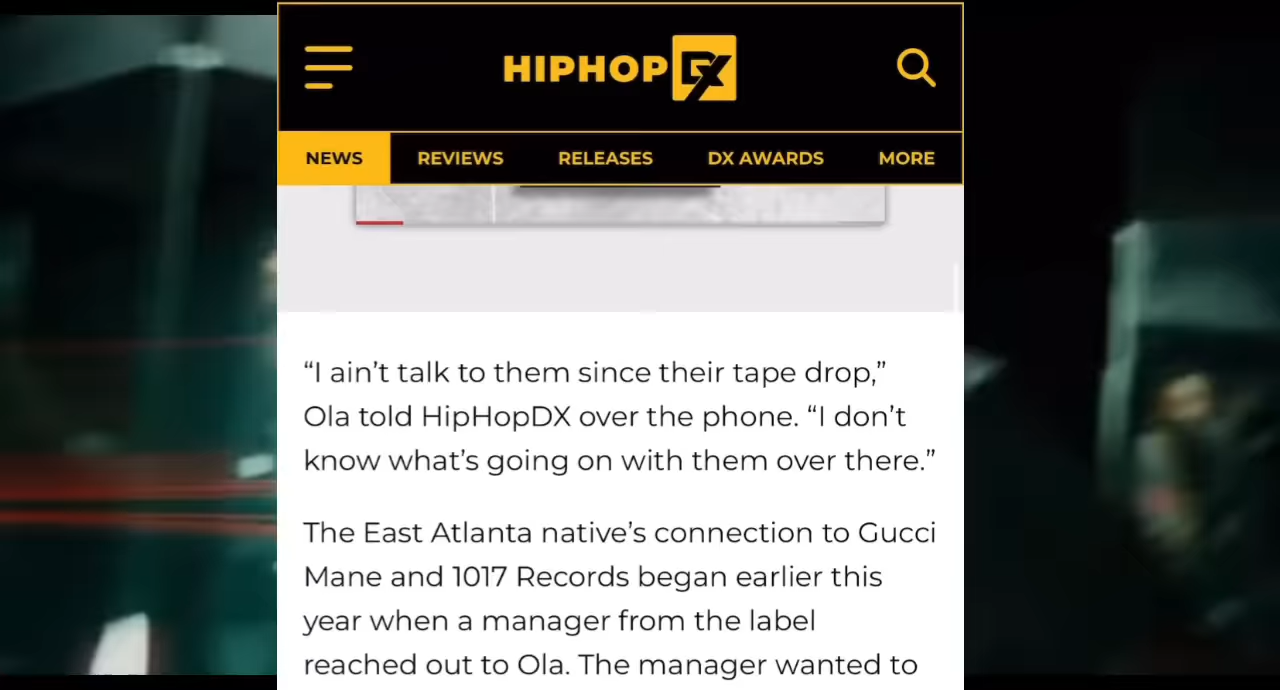 HIPHOP DX
NEWS REVIEWS RELEASES DX AWARDS MORE
“I ain’t talk to them since their tape drop,”
Ola told HipHopDX over the phone. “I don’t
know what’s going on with them over there.”
The East Atlanta native’s connection to Gucci
Mane and 1017 Records began earlier this
year when a manager from the label
reached out to Ola. The manager wanted to